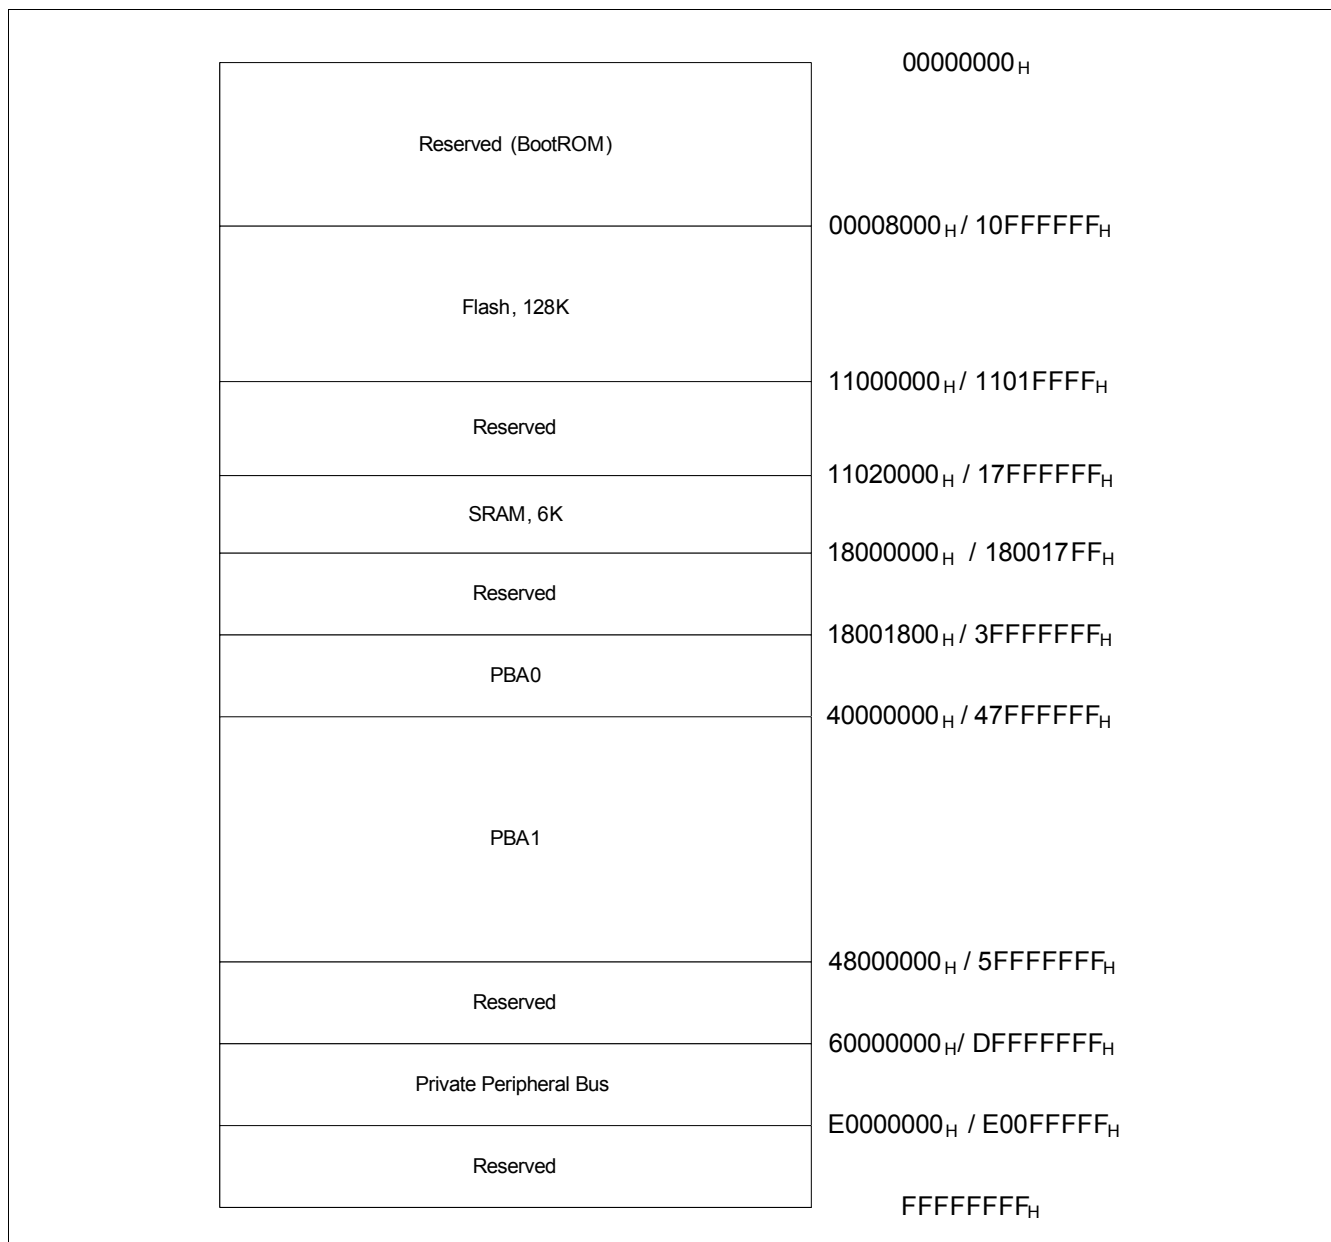 00000000H
Reserved (BootROM)
00008000H / 10FFFFFFH
Flash, 128K
11000000H / 1101FFFFH
Reserved
11020000H / 17FFFFFFH
SRAM, 6K
18000000H / 180017FFH
Reserved
18001800H / 3FFFFFFFH
PBA0
40000000H / 47FFFFFFH
PBA1
48000000H / 5FFFFFFFH
Reserved
60000000H/ DFFFFFFFH
Private Peripheral Bus
E0000000H / E00FFFFFH
Reserved
FFFFFFFFH